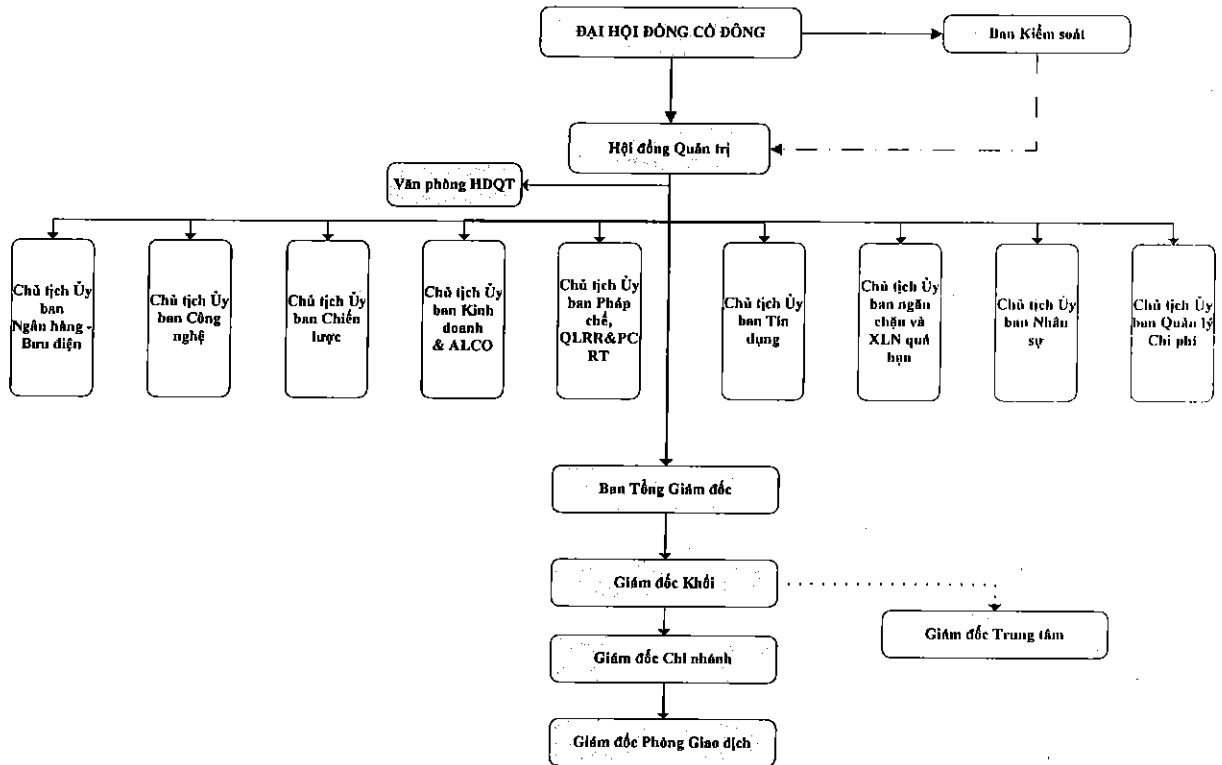 ĐẠI HỘI ĐỒNG CỔ ĐÔNG
Ban Kiểm soát
Hội đồng Quản trị
Văn phòng HDQT
Chủ tịch Ủy
ban
Ngân hàng -
Bưu điện
Chủ tịch Ủy
ban Công
nghệ
Chủ tịch Ủy
ban Chiến
lược
Chủ tịch Ủy
ban Kinh
doanh
& ALCO
Chủ tịch Ủy
ban Pháp
chế,
QLRR&PC
RT
Chủ tịch Ủy
ban Tín
dụng
Chủ tịch Ủy
ban ngăn
chặn và
XLN quá
hạn
Chủ tịch Ủy
ban Nhân
sự
Chủ tịch Ủy
ban Quản lý
Chi phí
Ban Tổng Giám đốc
Giám đốc Khối
Giám đốc Trung tâm
Giám đốc Chi nhánh
Giám đốc Phòng Giao dịch